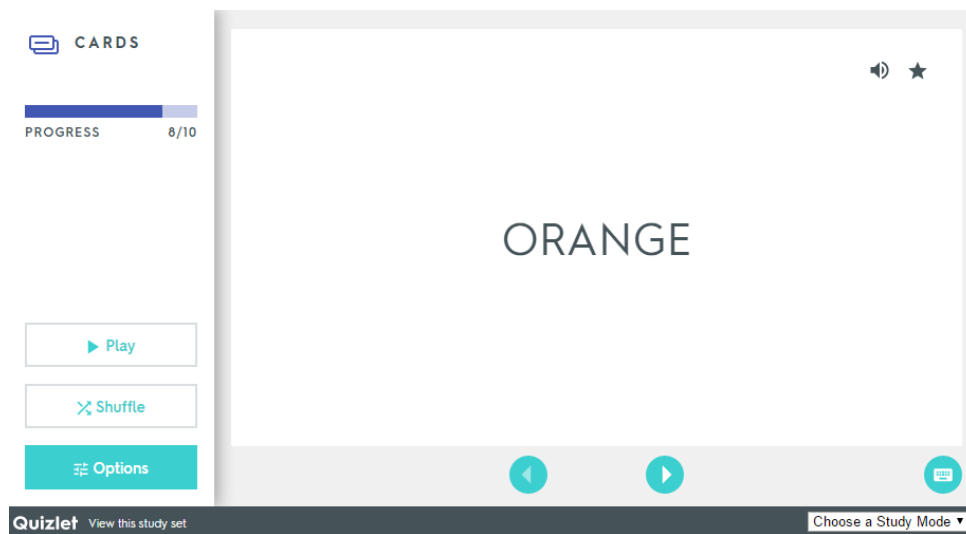 CARDS
PROGRESS 8/10
ORANGE
Play
Shuffle
Options
Quizlet View this study set
Choose a Study Mode